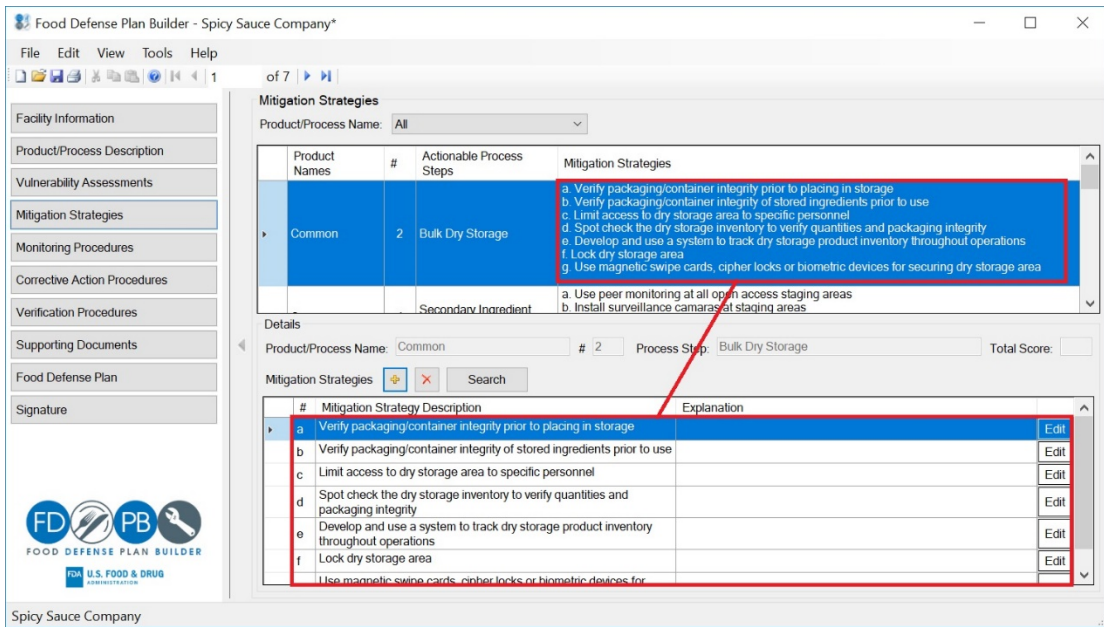 Food Defense Plan Builder - Spicy Sauce Company*
File Edit View Tools Help
1 of 7
Facility Information
Product/Process Description
Vulnerability Assessments
Mitigation Strategies
Monitoring Procedures
Corrective Action Procedures
Verification Procedures
Supporting Documents
Food Defense Plan
Signature
FD PB
FOOD DEFENSE PLAN BUILDER
FDA U.S. FOOD & DRUG
ADMINISTRATION
Mitigation Strategies
Product/Process Name: All
Product Names # Actionable Process Steps Mitigation Strategies
Common 2 Bulk Dry Storage
a. Verify packaging/container integrity prior to placing in storage
b. Verify packaging/container integrity of stored ingredients prior to use
c. Limit access to dry storage area to specific personnel
d. Spot check the dry storage inventory to verify quantities and packaging integrity
e. Develop and use a system to track dry storage product inventory throughout operations
f. Lock dry storage area
g. Use magnetic swipe cards, cipher locks or biometric devices for securing dry storage area
Secondary Ingredient
a. Use peer monitoring at all open access staging areas
b. Install surveillance camaras at staging areas
Details
Product/Process Name: Common # 2 Process Step: Bulk Dry Storage Total Score:
Mitigation Strategies Search
# Mitigation Strategy Description Explanation
a Verify packaging/container integrity prior to placing in storage Edit
b Verify packaging/container integrity of stored ingredients prior to use Edit
c Limit access to dry storage area to specific personnel Edit
d Spot check the dry storage inventory to verify quantities and
packaging integrity Edit
e Develop and use a system to track dry storage product inventory
throughout operations Edit
f Lock dry storage area Edit
Use magnetic swipe cards, cipher locks or biometric devices for
Spicy Sauce Company